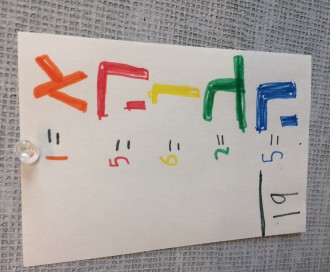 א = 1
ה = 5
ו = 6
ב = 2
ה = 5
19